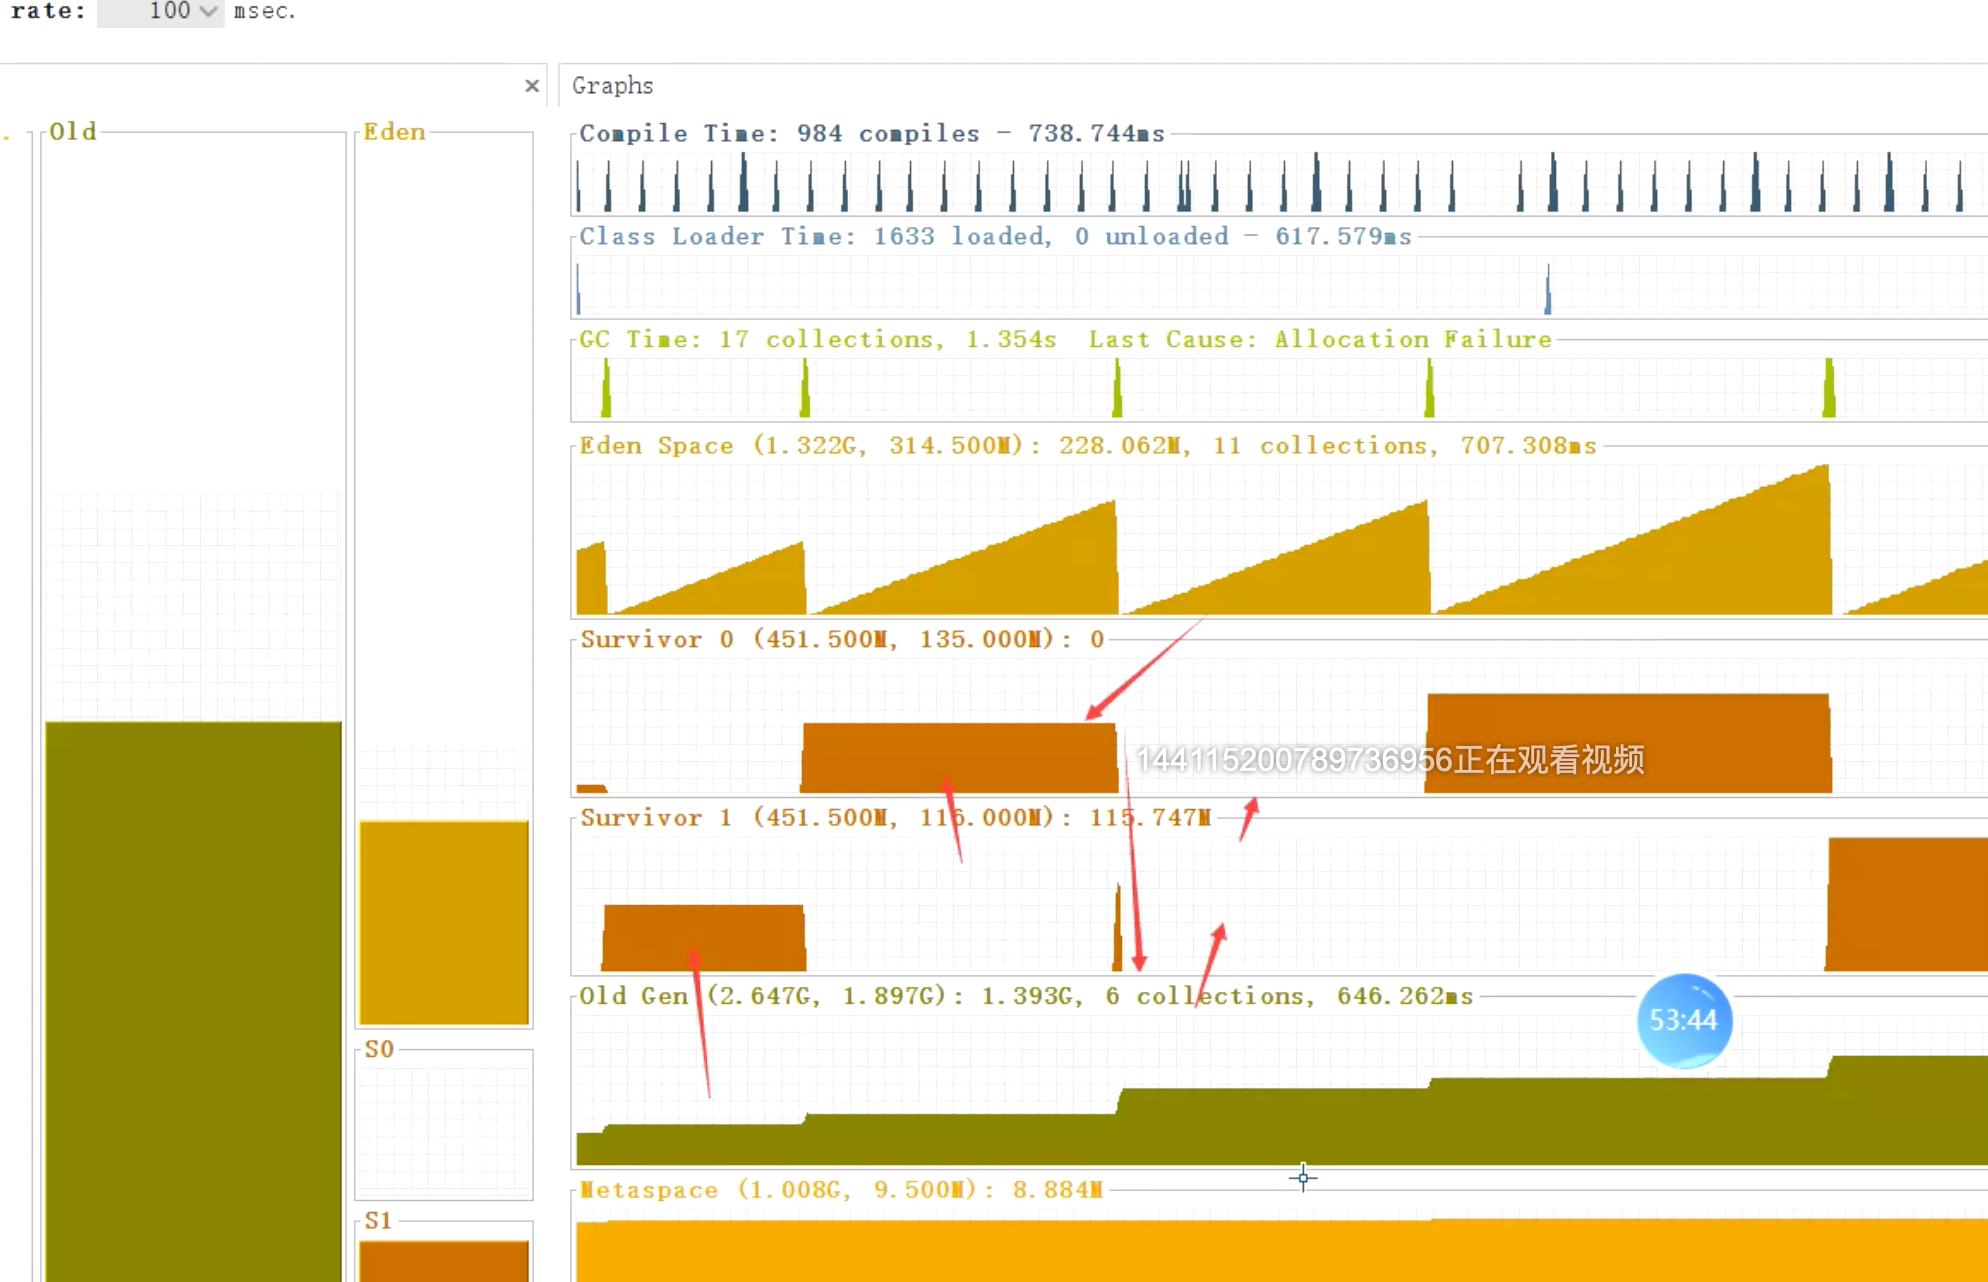 rate: 100 msec.
Graphs
Old
Eden
Compile Time: 984 compiles - 738.744ms
Class Loader Time: 1633 loaded, 0 unloaded - 617.579ms
GC Time: 17 collections, 1.354s Last Cause: Allocation Failure
Eden Space (1.322G, 314.500M): 228.062M, 11 collections, 707.308ms
Survivor 0 (451.500M, 135.000M): 0
144115200789736956正在观看视频
Survivor 1 (451.500M, 116.000M): 115.747M
Old Gen (2.647G, 1.897G): 1.393G, 6 collections, 646.262ms
53:44
S0
Metaspace (1.008G, 9.500M): 8.884M
S1